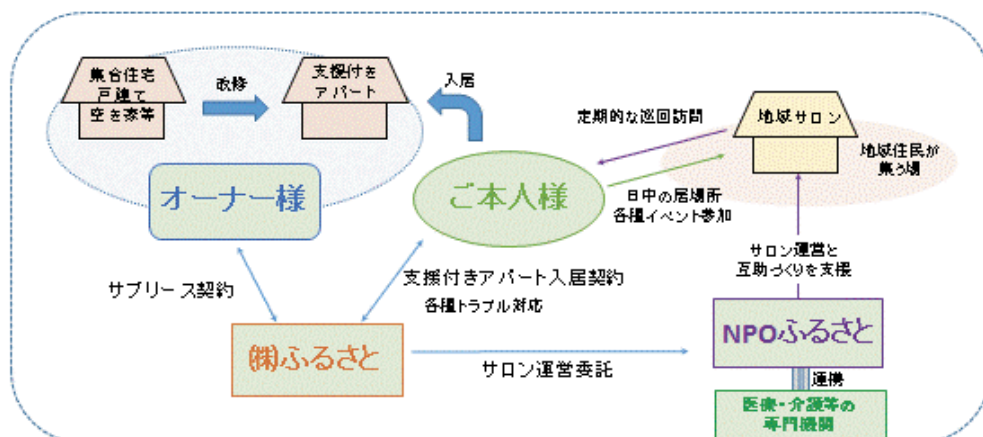 集合住宅
戸建て
空き家等
改修
支援付き
アパート
入居
定期的な巡回訪問
地域サロン
地域住民が
集う場
オーナー様
ご本人様
日中の居場所
各種イベント参加
サブリース契約
支援付きアパート入居契約
各種トラブル対応
サロン運営と
互助づくりを支援
㈱ふるさと
サロン運営委託
NPOふるさと
連携
医療・介護等の
専門機関